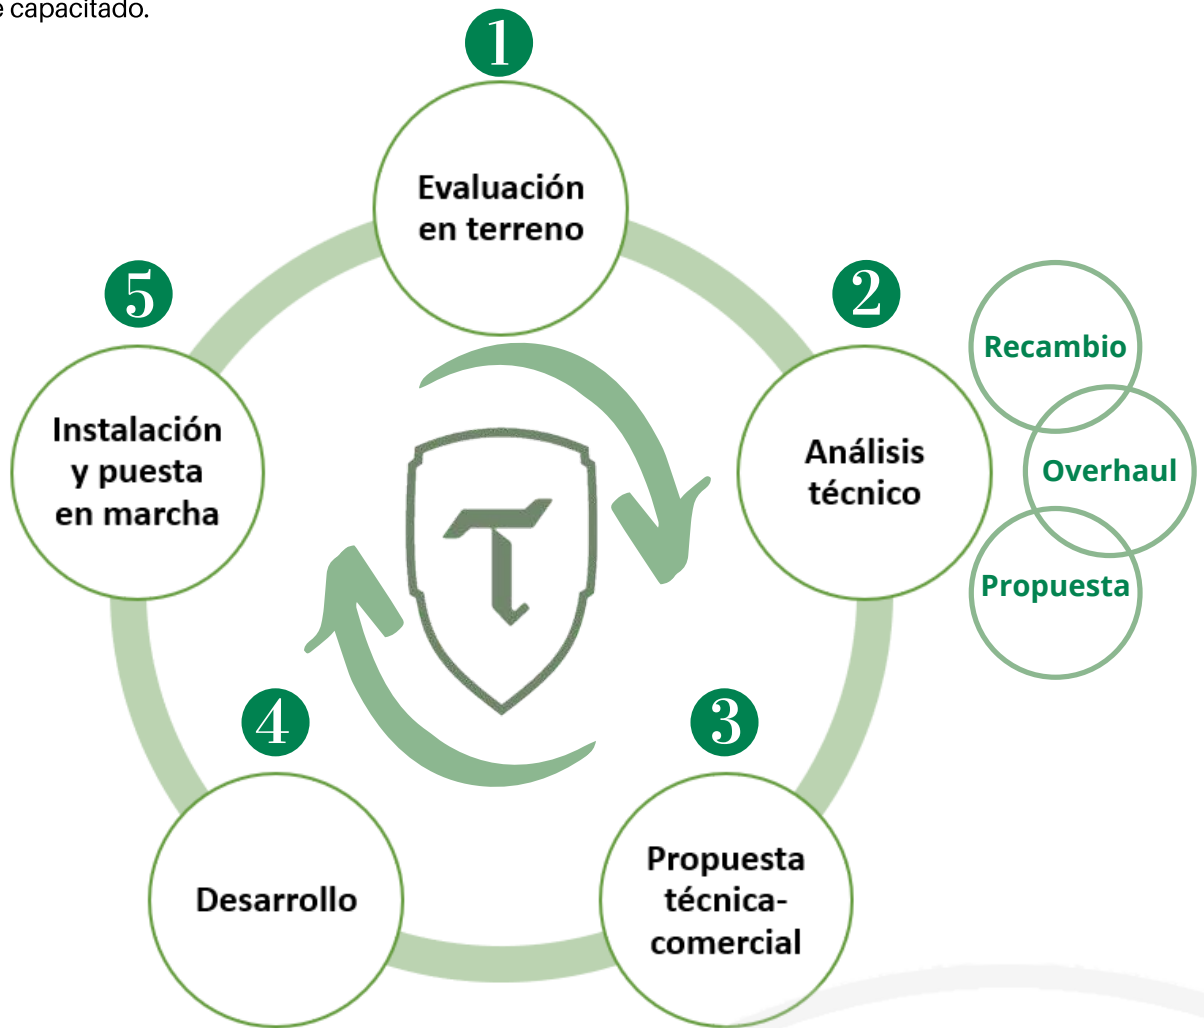 capacitado.
1
Evaluación
en terreno
2
Análisis
técnico
Recambio
Overhaul
Propuesta
3
Propuesta
técnica-
comercial
4
Desarrollo
5
Instalación
y puesta
en marcha
T